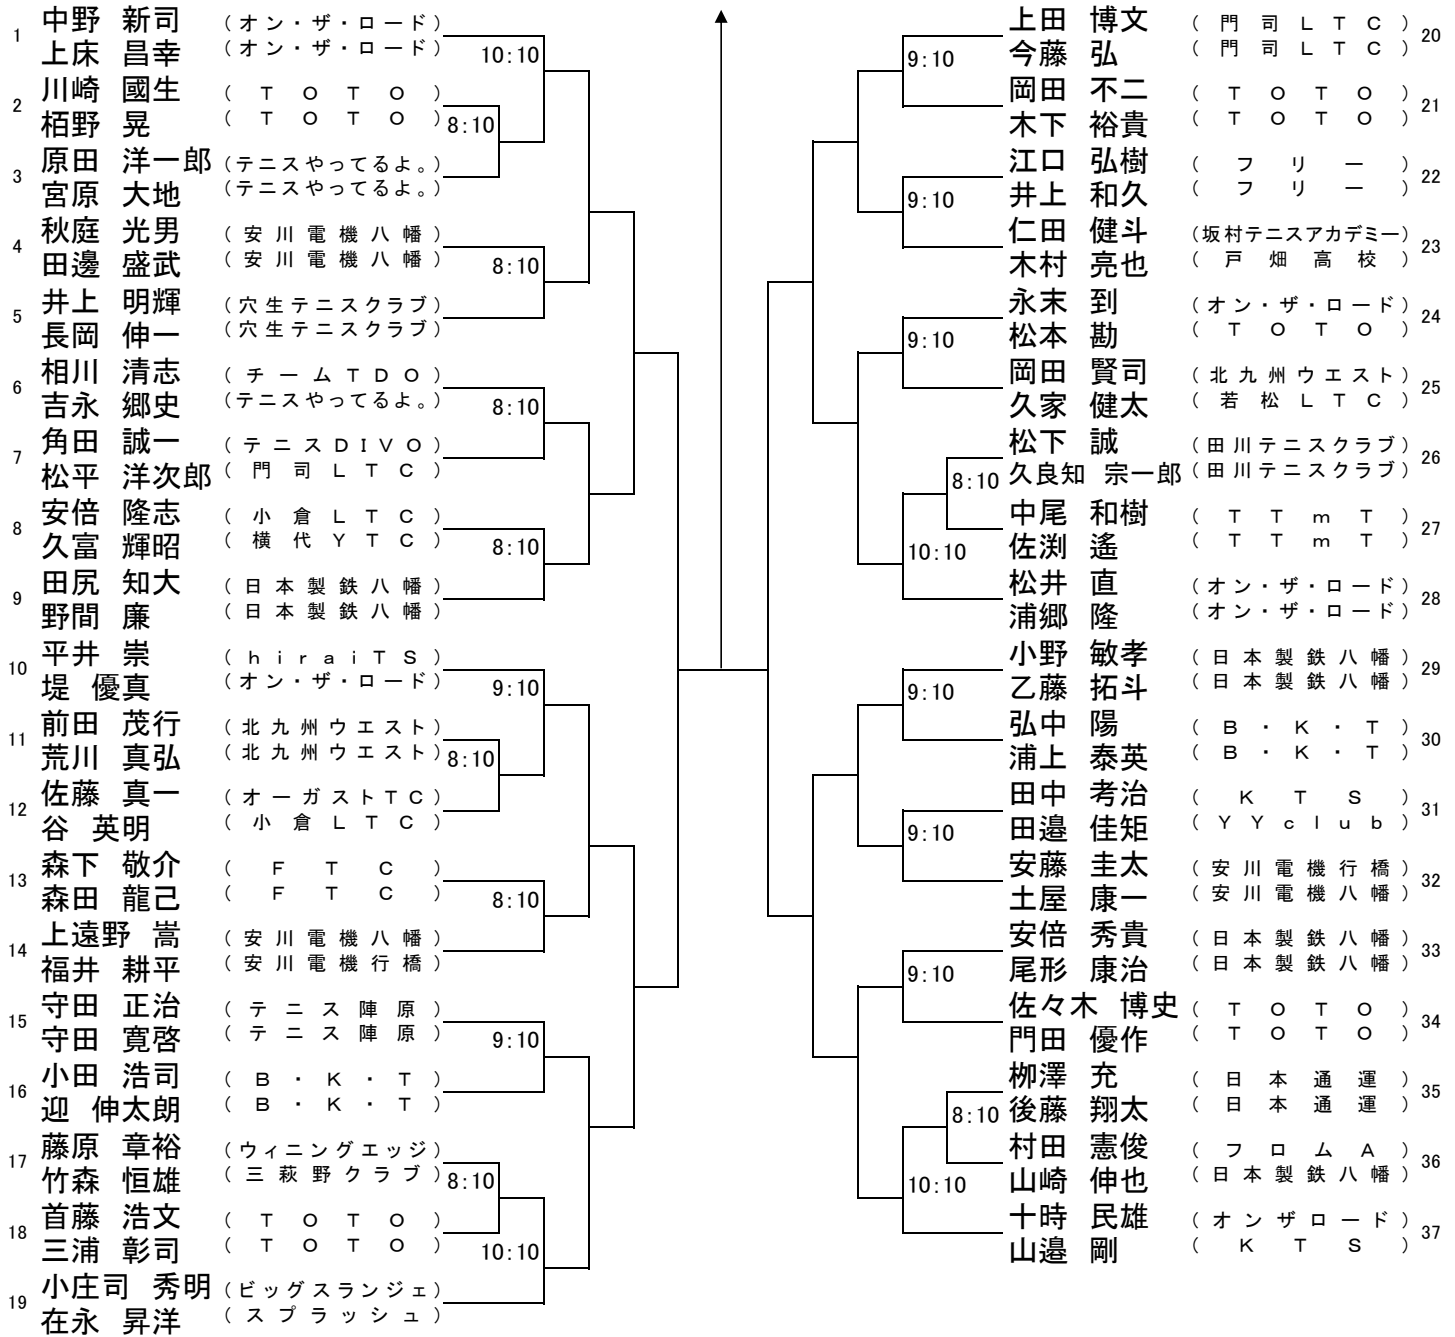 1 中野 新司 (オン・ザ・ロード)
上床 昌幸 (オン・ザ・ロード)
10:10
2 川崎 國生 (TOTO)
栢野 晃 (TOTO)
8:10
3 原田 洋一郎 (テニスやってるよ。)
宮原 大地 (テニスやってるよ。)
4 秋庭 光男 (安川電機八幡)
田邊 盛武 (安川電機八幡)
8:10
5 井上 明輝 (穴生テニスクラブ)
長岡 伸一 (穴生テニスクラブ)
6 相川 清志 (チームTDO)
吉永 郷史 (テニスやってるよ。)
8:10
7 角田 誠一 (テニスDIVO)
松平 洋次郎 (門司LTC)
8 安倍 隆志 (小倉LTC)
久富 輝昭 (横代YTC)
8:10
9 田尻 知大 (日本製鉄八幡)
野間 廉 (日本製鉄八幡)
10 平井 崇 (hiraiTS)
堤 優真 (オン・ザ・ロード)
9:10
11 前田 茂行 (北九州ウエスト)
荒川 真弘 (北九州ウエスト)
8:10
12 佐藤 真一 (オーガストTC)
谷 英明 (小倉LTC)
13 森下 敬介 (FTC)
森田 龍己 (FTC)
8:10
14 上遠野 嵩 (安川電機八幡)
福井 耕平 (安川電機行橋)
15 守田 正治 (テニス陣原)
守田 寛啓 (テニス陣原)
9:10
16 小田 浩司 (B・K・T)
迎 伸太朗 (B・K・T)
17 藤原 章裕 (ウィニングエッジ)
竹森 恒雄 (三萩野クラブ)
8:10
18 首藤 浩文 (TOTO)
三浦 彰司 (TOTO)
10:10
19 小庄司 秀明 (ビッグスランジェ)
在永 昇洋 (スプラッシュ)
上田 博文 (門司LTC) 20
今藤 弘 (門司LTC)
9:10
岡田 不二 (TOTO) 21
木下 裕貴 (TOTO)
江口 弘樹 (フリー) 22
井上 和久 (フリー)
9:10
仁田 健斗 (坂村テニスアカデミー) 23
木村 亮也 (戸畑高校)
永末 到 (オン・ザ・ロード) 24
松本 勘 (TOTO)
9:10
岡田 賢司 (北九州ウエスト) 25
久家 健太 (若松LTC)
松下 誠 (田川テニスクラブ) 26
久良知 宗一郎 (田川テニスクラブ)
8:10
中尾 和樹 (TTmT) 27
佐渕 遙 (TTmT)
10:10
松井 直 (オン・ザ・ロード) 28
浦郷 隆 (オン・ザ・ロード)
小野 敏孝 (日本製鉄八幡) 29
乙藤 拓斗 (日本製鉄八幡)
9:10
弘中 陽 (B・K・T) 30
浦上 泰英 (B・K・T)
田中 考治 (KTS) 31
田邉 佳矩 (YYclub)
9:10
安藤 圭太 (安川電機行橋) 32
土屋 康一 (安川電機八幡)
安倍 秀貴 (日本製鉄八幡) 33
尾形 康治 (日本製鉄八幡)
9:10
佐々木 博史 (TOTO) 34
門田 優作 (TOTO)
栁澤 充 (日本通運) 35
後藤 翔太 (日本通運)
8:10
村田 憲俊 (フロムA) 36
山崎 伸也 (日本製鉄八幡)
10:10
十時 民雄 (オンザロード) 37
山邉 剛 (KTS)